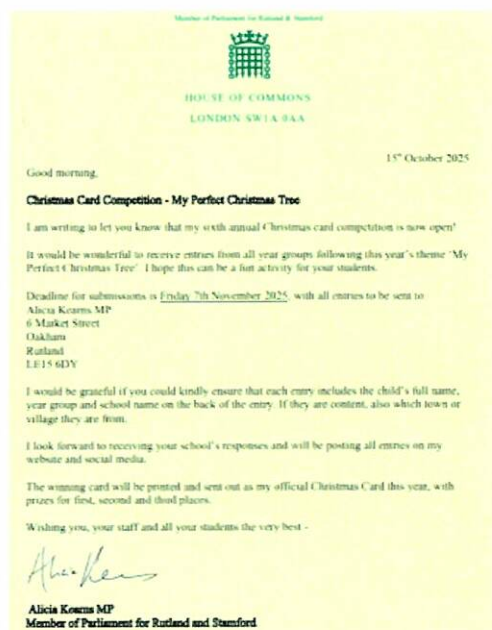 Member of Parliament for Rutland & Stamford
HOUSE OF COMMONS
LONDON SW1A 0AA
15th October 2025
Good morning,
Christmas Card Competition - My Perfect Christmas Tree
I am writing to let you know that my sixth annual Christmas card competition is now open!
It would be wonderful to receive entries from all year groups following this year's theme 'My
Perfect Christmas Tree'. I hope this can be a fun activity for your students.
Deadline for submissions is Friday 7th November 2025, with all entries to be sent to
Alicia Kearns MP
6 Market Street
Oakham
Rutland
LE15 6DY
I would be grateful if you could kindly ensure that each entry includes the child's full name,
year group and school name on the back of the entry. If they are content, also which town or
village they are from.
I look forward to receiving your school's responses and will be posting all entries on my
website and social media.
The winning card will be printed and sent out as my official Christmas Card this year, with
prizes for first, second and third places.
Wishing you, your staff and all your students the very best -
Alicia Kearns
Alicia Kearns MP
Member of Parliament for Rutland and Stamford